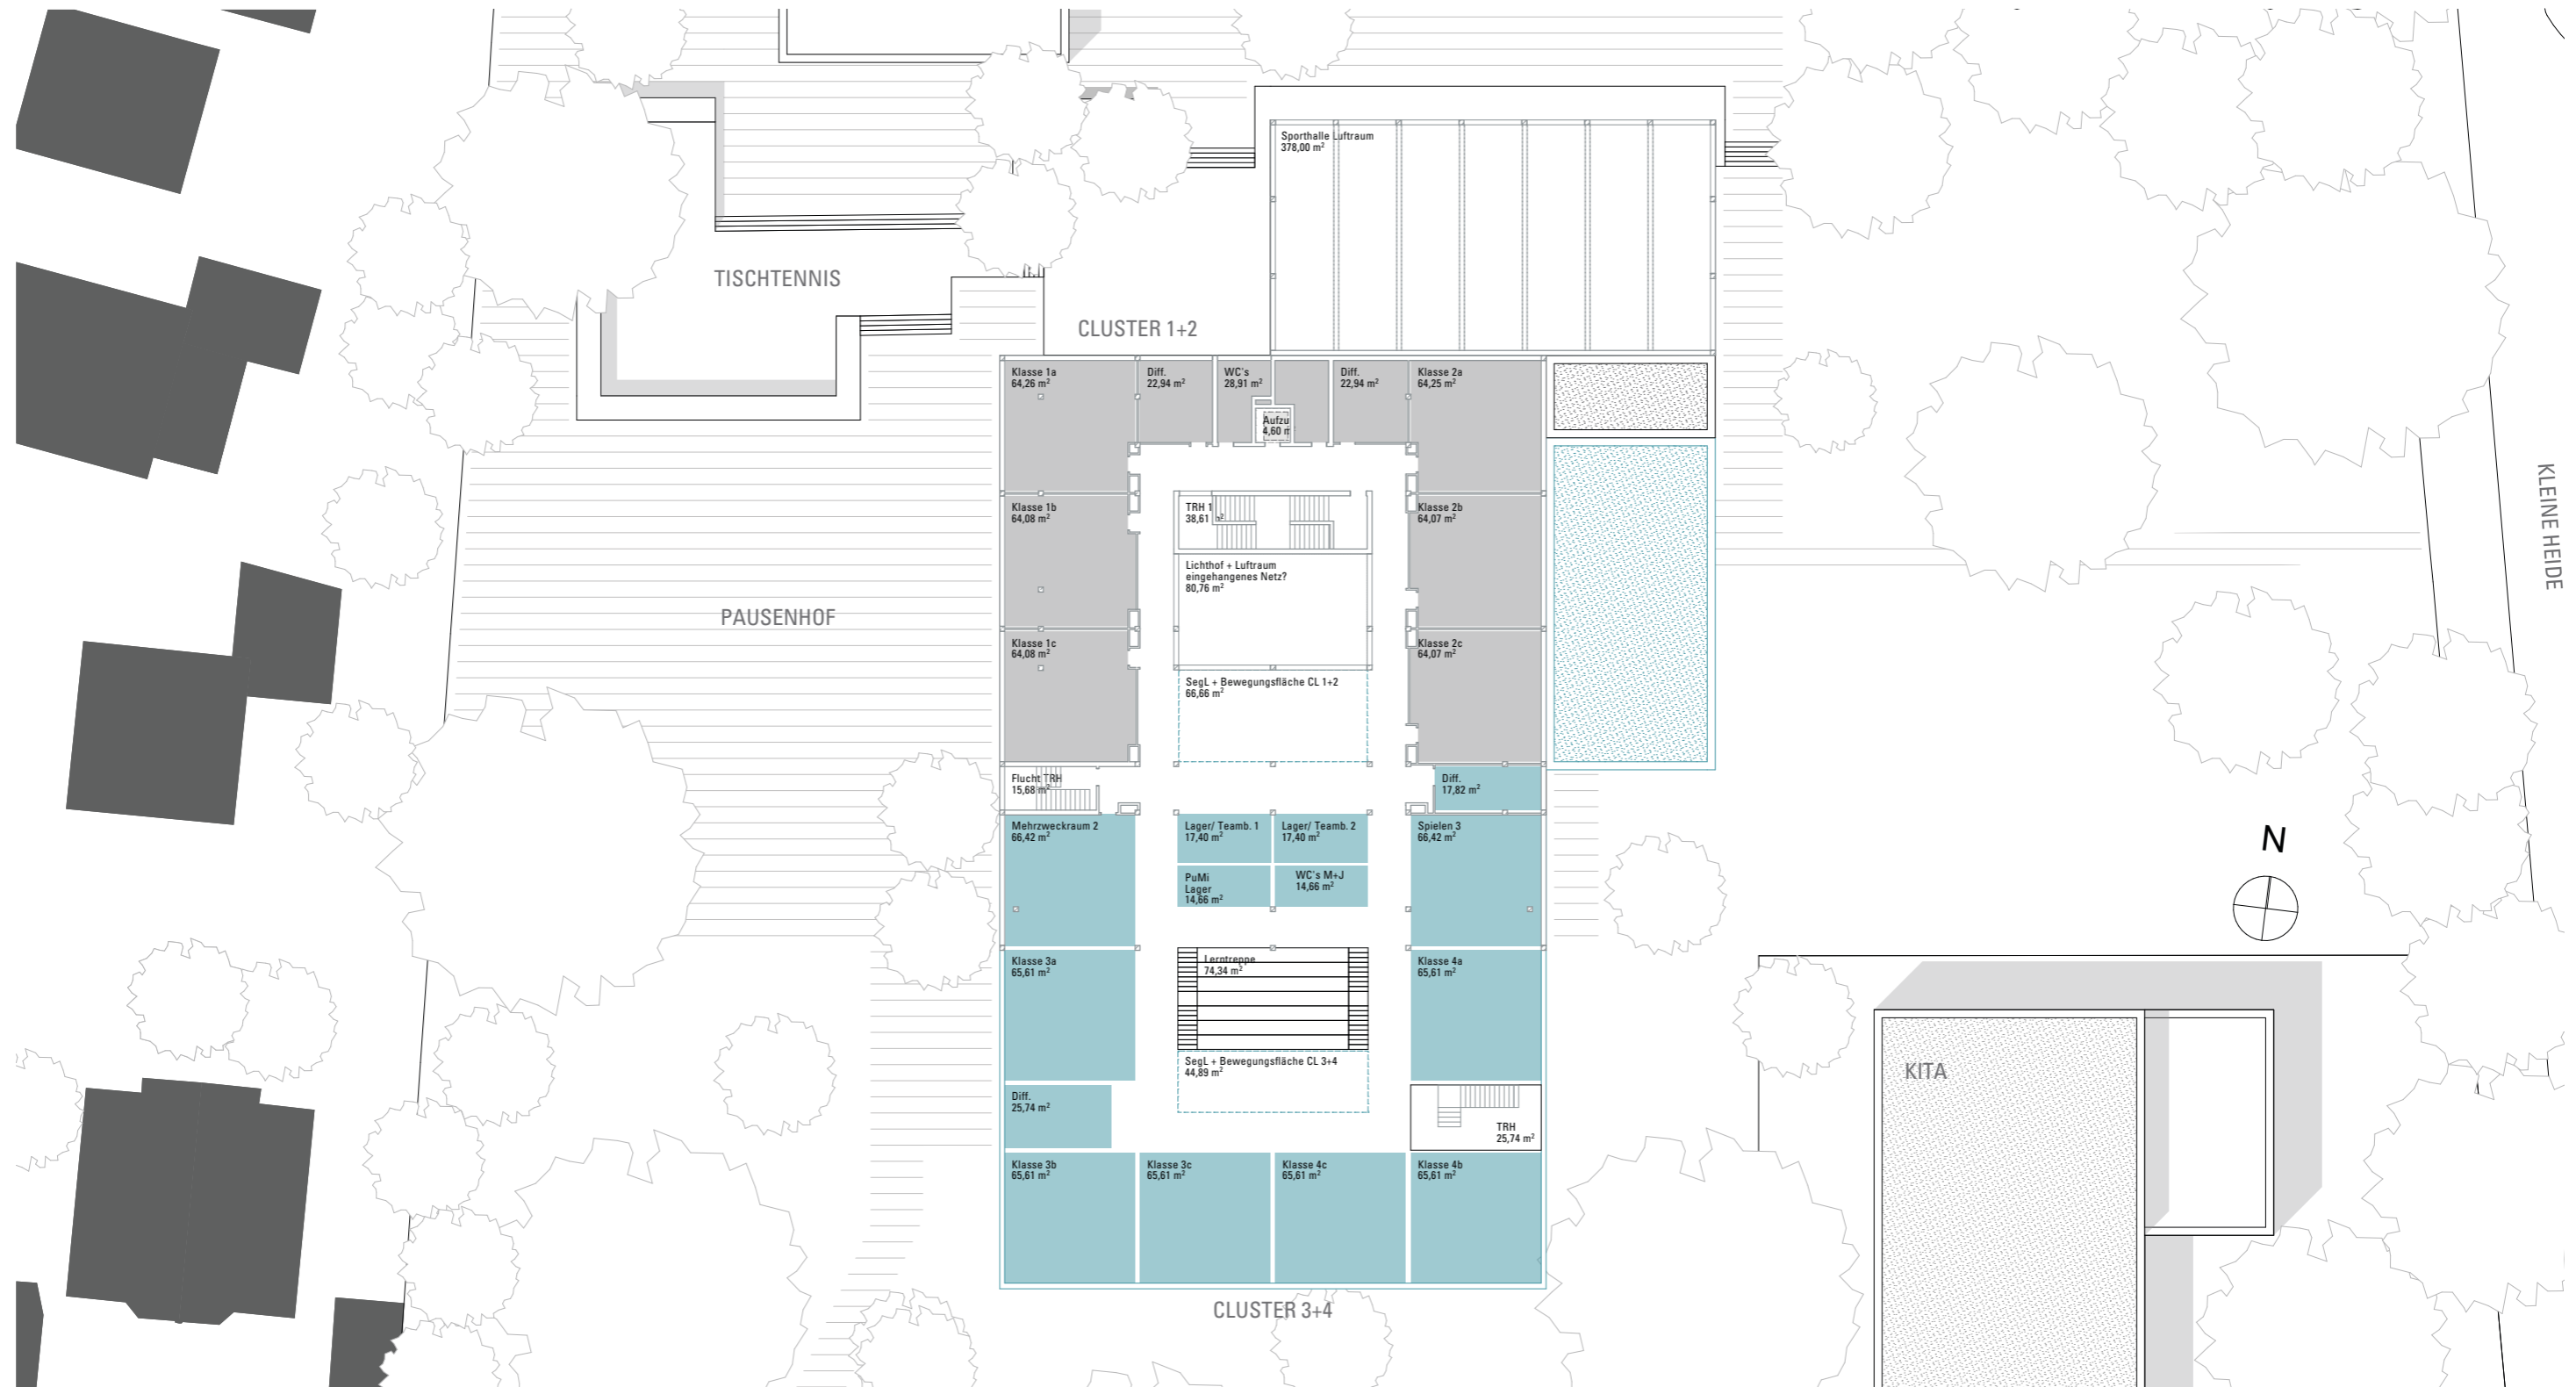 Sporthalle Luftraum
378,00 m²
TISCHTENNIS
CLUSTER 1+2
Klasse 1a
64,26 m²
Diff.
22,94 m²
WC's
28,91 m²
Diff.
22,94 m²
Klasse 2a
64,25 m²
Aufzu
4,60 m
Klasse 1b
64,08 m²
TRH 1
38,61 m²
Klasse 2b
64,07 m²
KLEINE HEIDE
Lichthof + Luftraum
eingehangenes Netz?
80,76 m²
PAUSENHOF
Klasse 1c
64,08 m²
Klasse 2c
64,07 m²
SegL + Bewegungsfläche CL 1+2
66,66 m²
Flucht TRH
15,68 m²
Diff.
17,82 m²
Mehrzweckraum 2
66,42 m²
Lager/ Teamb. 1
17,40 m²
Lager/ Teamb. 2
17,40 m²
Spielen 3
66,42 m²
N
PuMi
Lager
14,66 m²
WC's M+J
14,66 m²
Klasse 3a
65,61 m²
Lerntreppe
74,34 m²
Klasse 4a
65,61 m²
SegL + Bewegungsfläche CL 3+4
44,89 m²
KITA
Diff.
25,74 m²
TRH
25,74 m²
Klasse 3b
65,61 m²
Klasse 3c
65,61 m²
Klasse 4c
65,61 m²
Klasse 4b
65,61 m²
CLUSTER 3+4